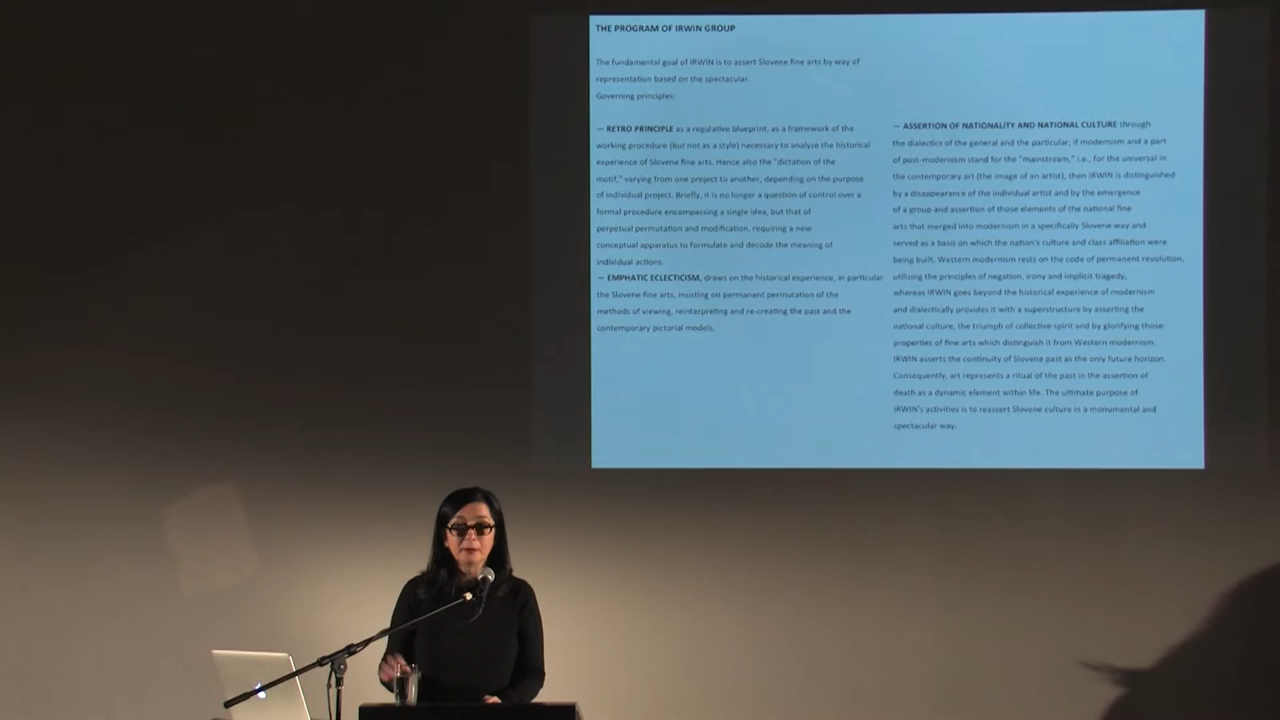 THE PROGRAM OF IRWIN GROUP
The fundamental goal of IRWIN is to assert Slovene fine arts by way of
representation based on the spectacular.
Governing principles:
— RETRO PRINCIPLE as a regulative blueprint, as a framework of the
working procedure (but not as a style) necessary to analyze the historical
experience of Slovene fine arts. Hence also the "dictation of the
motif," varying from one project to another, depending on the purpose
of individual project. Briefly, it is no longer a question of control over a
formal procedure encompassing a single idea, but that of
perpetual permutation and modification, requiring a new
conceptual apparatus to formulate and decode the meaning of
individual actions.
— EMPHATIC ECLECTICISM, draws on the historical experience, in particular
the Slovene fine arts, insisting on permanent permutation of the
methods of viewing, reinterpreting and re-creating the past and the
contemporary pictorial models.
— ASSERTION OF NATIONALITY AND NATIONAL CULTURE through
the dialectics of the general and the particular; if modernism and a part
of post-modernism stand for the "mainstream," i.e., for the universal in
the contemporary art (the image of an artist), then IRWIN is distinguished
by a disappearance of the individual artist and by the emergence
of a group and assertion of those elements of the national fine
arts that merged into modernism in a specifically Slovene way and
served as a basis on which the nation's culture and class affiliation were
being built. Western modernism rests on the code of permanent revolution,
utilizing the principles of negation, irony and implicit tragedy,
whereas IRWIN goes beyond the historical experience of modernism
and dialectically provides it with a superstructure by asserting the
national culture, the triumph of collective spirit and by glorifying those
properties of fine arts which distinguish it from Western modernism.
IRWIN asserts the continuity of Slovene past as the only future horizon.
Consequently, art represents a ritual of the past in the assertion of
death as a dynamic element within life. The ultimate purpose of
IRWIN's activities is to reassert Slovene culture in a monumental and
spectacular way.